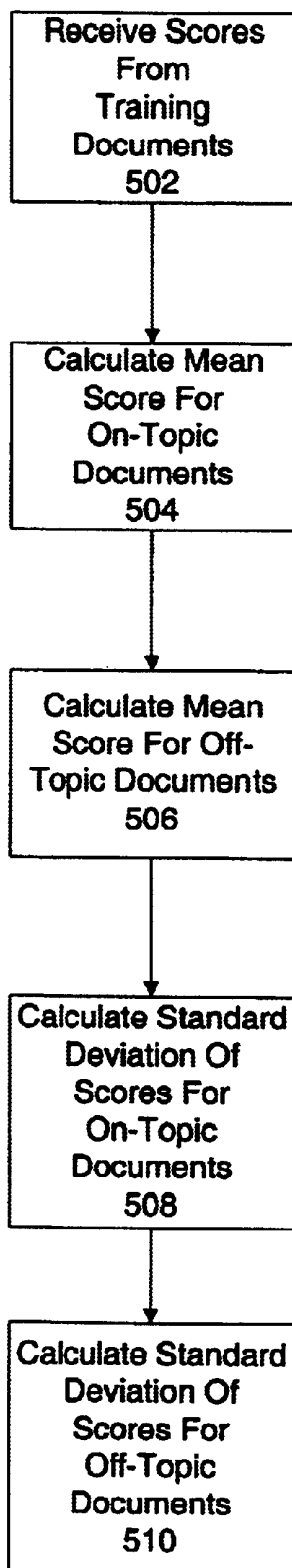 Receive Scores
From
Training
Documents
502
Calculate Mean
Score For
On-Topic
Documents
504
Calculate Mean
Score For Off-
Topic Documents
506
Calculate Standard
Deviation Of
Scores For
On-Topic
Documents
508
Calculate Standard
Deviation Of
Scores For
Off-Topic
Documents
510